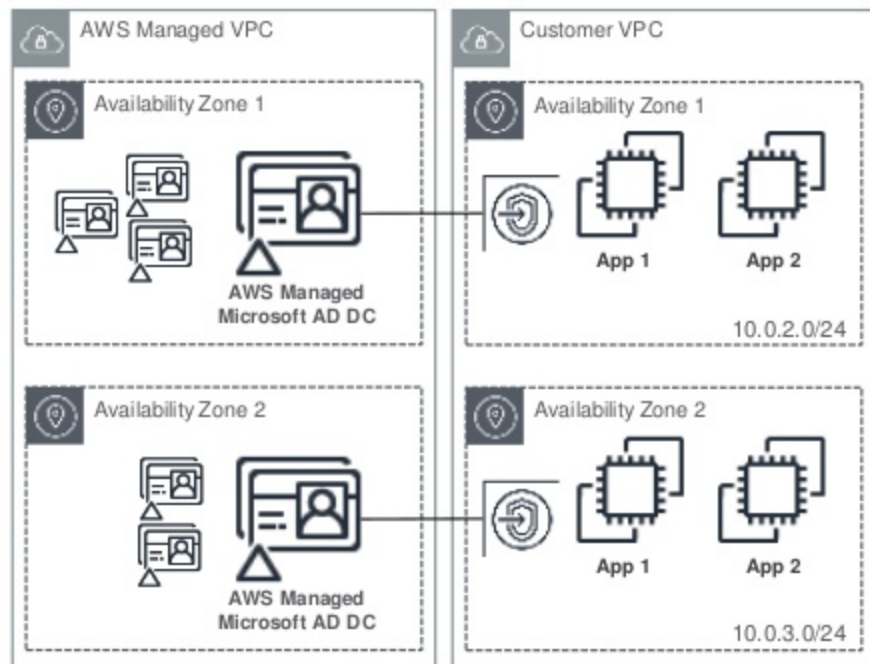 AWS Managed VPC
Customer VPC
Availability Zone 1
AWS Managed
Microsoft AD DC
Availability Zone 1
App 1
App 2
10.0.2.0/24
Availability Zone 2
AWS Managed
Microsoft AD DC
Availability Zone 2
App 1
App 2
10.0.3.0/24